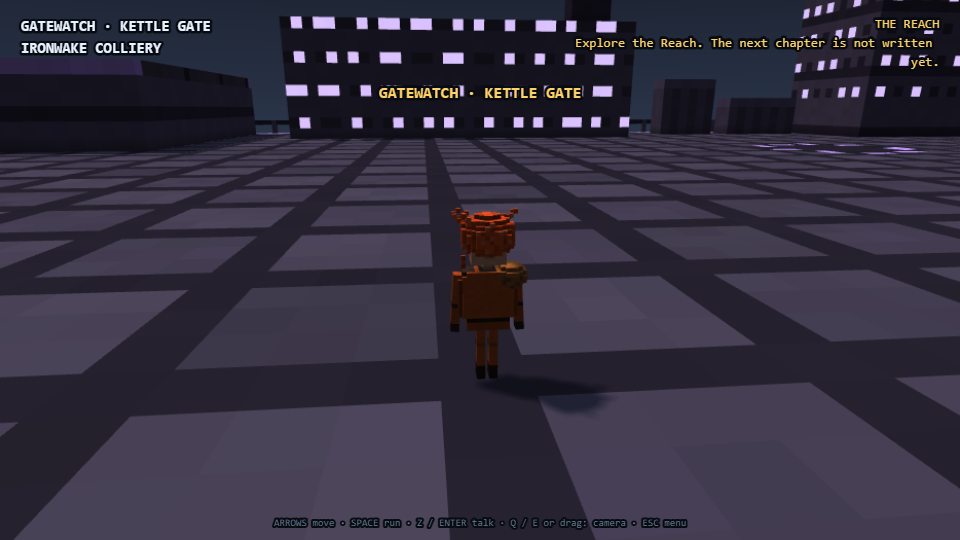 GATEWATCH · KETTLE GATE
IRONWAKE COLLIERY
THE REACH
Explore the Reach. The next chapter is not written
yet.
GATEWATCH · KETTLE GATE
ARROWS move · SPACE run · Z / ENTER talk · Q / E or drag: camera · ESC menu